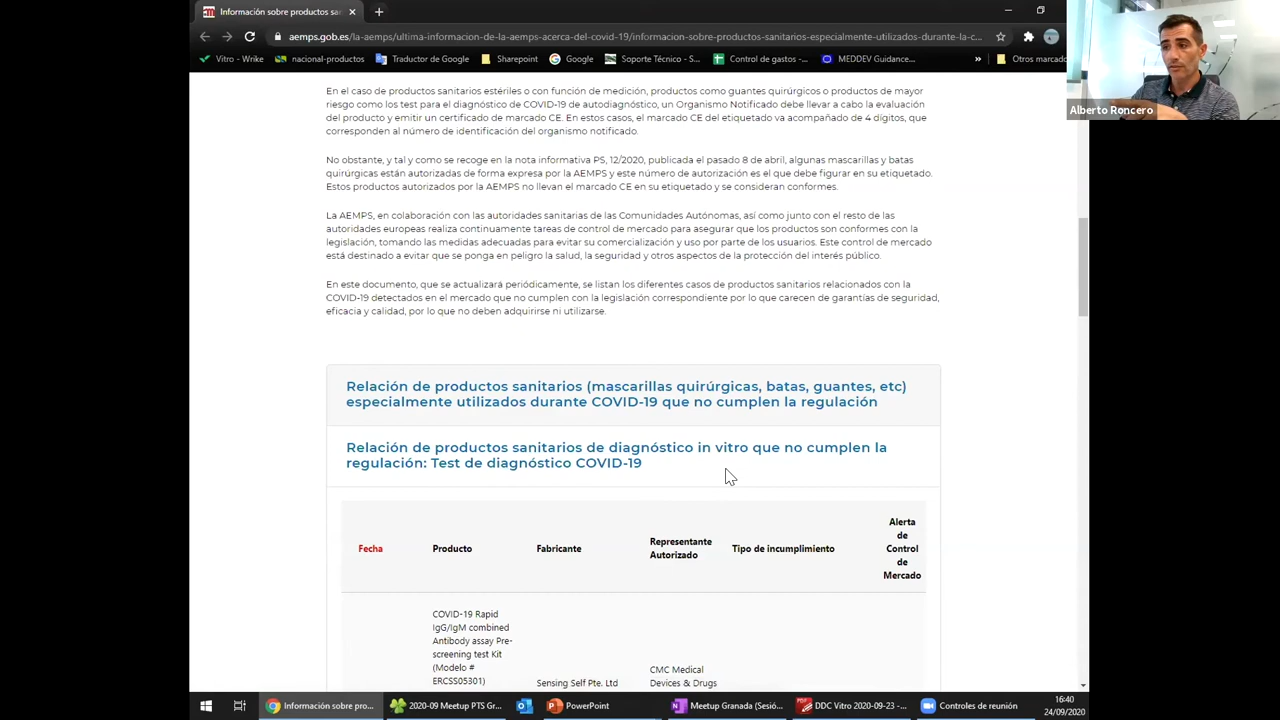 Información sobre productos san
aemps.gob.es/la-aemps/ultima-informacion-de-la-aemps-acerca-del-covid-19/informacion-sobre-productos-sanitarios-especialmente-utilizados-durante-la-c...
Vitro - Wrike
nacional-productos
Traductor de Google
Sharepoint
Google
Soporte Técnico - S...
Control de gastos -...
MEDDEV Guidance...
»
Otros marcado
Alberto Roncero
En el caso de productos sanitarios estériles o con función de medición, productos como guantes quirúrgicos o productos de mayor
riesgo como los test para el diagnóstico de COVID-19 de autodiagnóstico, un Organismo Notificado debe llevar a cabo la evaluación
del producto y emitir un certificado de marcado CE. En estos casos, el marcado CE del etiquetado va acompañado de 4 dígitos, que
corresponden al número de identificación del organismo notificado.
No obstante, y tal y como se recoge en la nota informativa PS, 12/2020, publicada el pasado 8 de abril, algunas mascarillas y batas
quirúrgicas están autorizadas de forma expresa por la AEMPS y este número de autorización es el que debe figurar en su etiquetado.
Estos productos autorizados por la AEMPS no llevan el marcado CE en su etiquetado y se consideran conformes.
La AEMPS, en colaboración con las autoridades sanitarias de las Comunidades Autónomas, así como junto con el resto de las
autoridades europeas realiza continuamente tareas de control de mercado para asegurar que los productos son conformes con la
legislación, tomando las medidas adecuadas para evitar su comercialización y uso por parte de los usuarios. Este control de mercado
está destinado a evitar que se ponga en peligro la salud, la seguridad y otros aspectos de la protección del interés público.
En este documento, que se actualizará periódicamente, se listan los diferentes casos de productos sanitarios relacionados con la
COVID-19 detectados en el mercado que no cumplen con la legislación correspondiente por lo que carecen de garantías de seguridad,
eficacia y calidad, por lo que no deben adquirirse ni utilizarse.
Relación de productos sanitarios (mascarillas quirúrgicas, batas, guantes, etc)
especialmente utilizados durante COVID-19 que no cumplen la regulación
Relación de productos sanitarios de diagnóstico in vitro que no cumplen la
regulación: Test de diagnóstico COVID-19
Fecha
Producto
Fabricante
Representante
Autorizado
Tipo de incumplimiento
Alerta
de
Control
de
Mercado
COVID-19 Rapid
IgG/IgM combined
Antibody assay Pre-
screening test Kit
(Modelo #
ERCSS05301)
Sensing Self Pte. Ltd
CMC Medical
Devices & Drugs
Información sobre pro...
2020-09 Meetup PTS Gr...
PowerPoint
Meetup Granada (Sesió...
DDC Vitro 2020-09-23 -...
Controles de reunión
16:40
24/09/2020